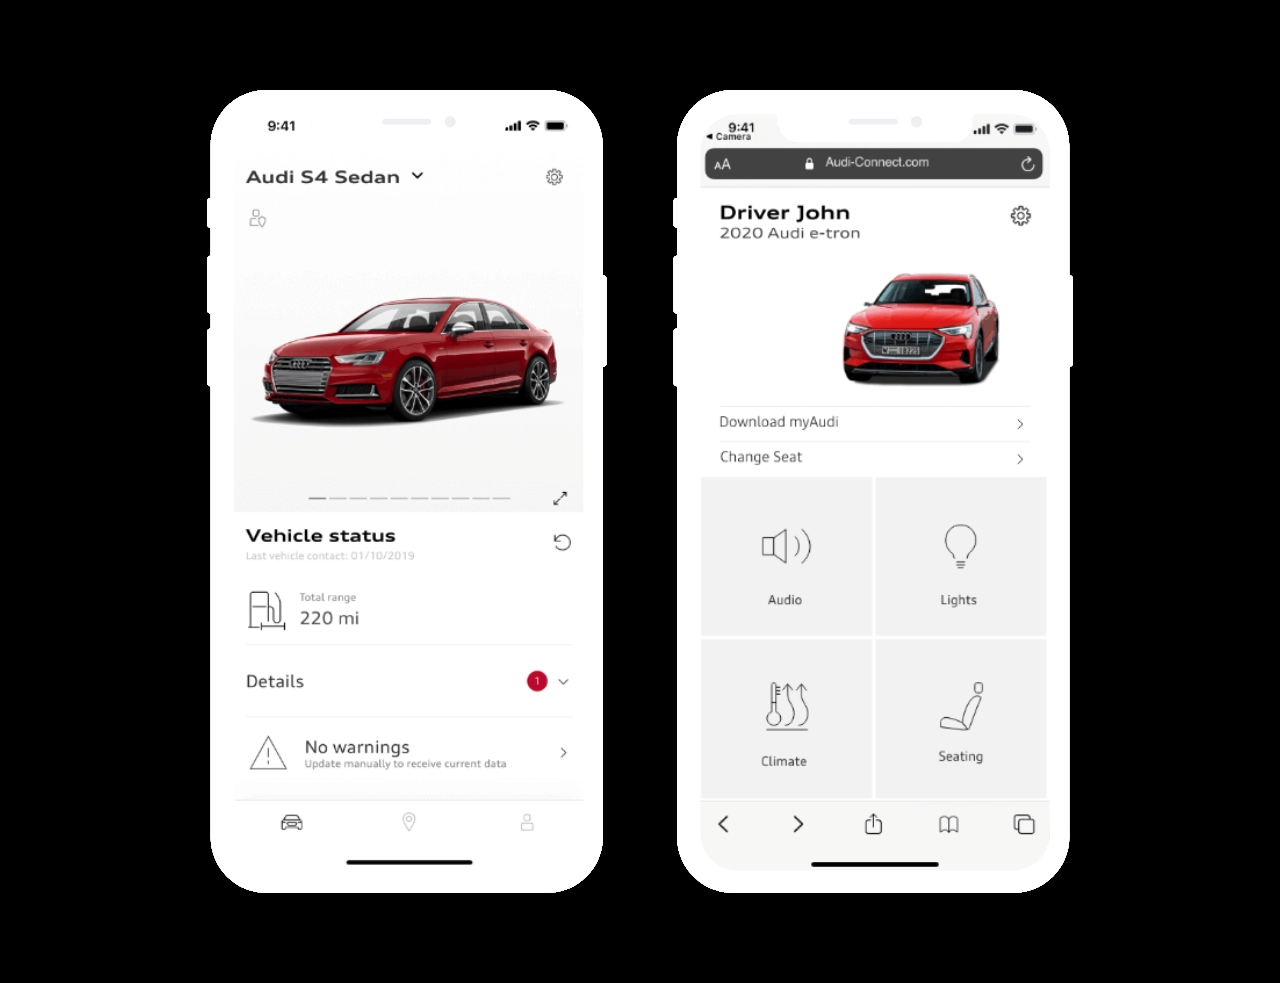 9:41
Audi S4 Sedan
Vehicle status
Last vehicle contact: 01/10/2019
Total range
220 mi
Details
1
No warnings
Update manually to receive current data
9:41
Camera
AA
Audi-Connect.com
Driver John
2020 Audi e-tron
Download myAudi
Change Seat
Audio
Lights
Climate
Seating